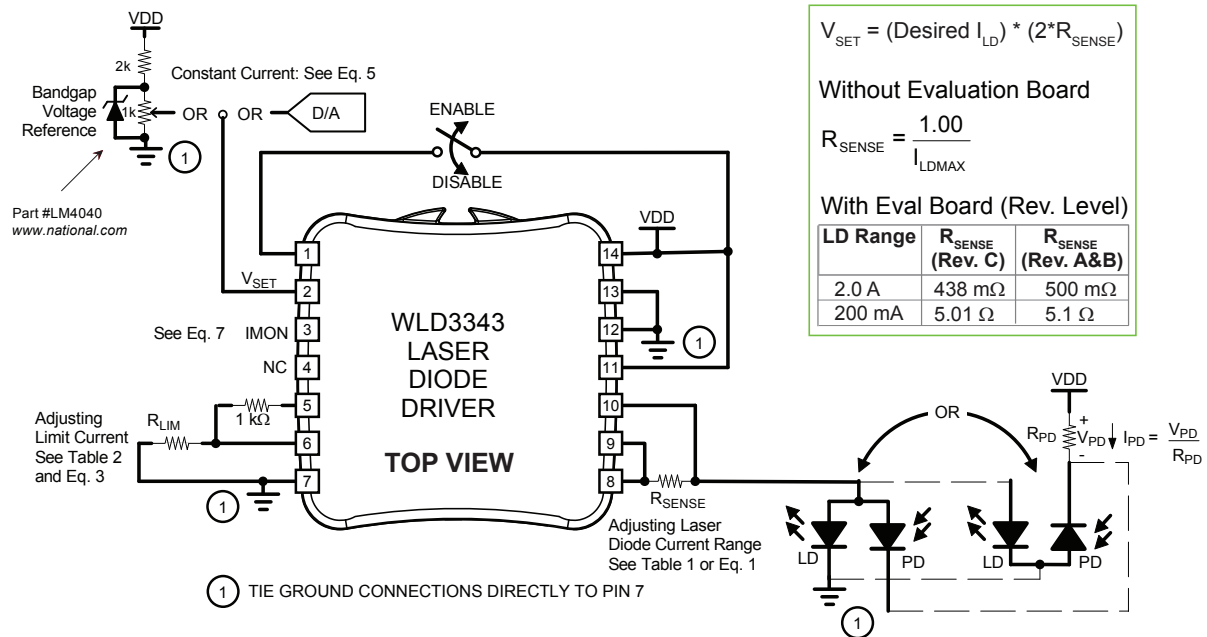 VDD
2k
Constant Current: See Eq. 5
Bandgap
Voltage
Reference
1k
OR
OR
D/A
1
Part #LM4040
www.national.com
ENABLE
DISABLE
VDD
V_SET
See Eq. 7
IMON
NC
1 kΩ
R_LIM
Adjusting
Limit Current
See Table 2
and Eq. 3
1
1
2
3
4
5
6
7
14
13
12
11
10
9
8
WLD3343
LASER
DIODE
DRIVER
TOP VIEW
1
R_SENSE
Adjusting Laser
Diode Current Range
See Table 1 or Eq. 1
1 TIE GROUND CONNECTIONS DIRECTLY TO PIN 7
V_SET = (Desired I_LD) * (2*R_SENSE)
Without Evaluation Board
R_SENSE = 1.00 / I_LDMAX
With Eval Board (Rev. Level)
LD Range R_SENSE (Rev. C) R_SENSE (Rev. A&B)
2.0 A 438 mΩ 500 mΩ
200 mA 5.01 Ω 5.1 Ω
VDD
OR
R_PD
+
V_PD
-
I_PD = V_PD / R_PD
LD
PD
LD
PD
1